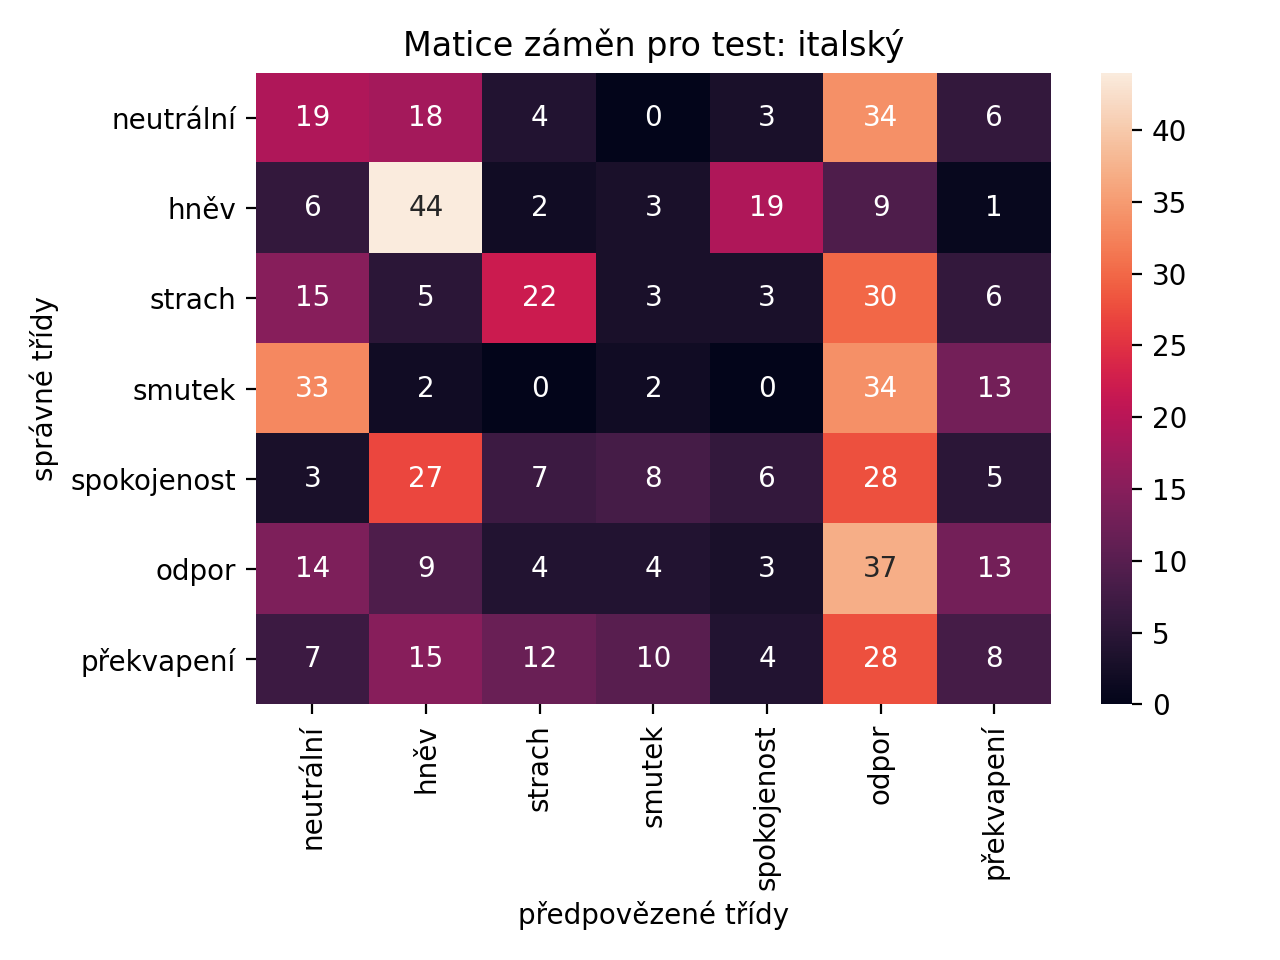 Matice záměn pro test: italský
neutrální 19 18 4 0 3 34 6
hněv 6 44 2 3 19 9 1
strach 15 5 22 3 3 30 6
smutek 33 2 0 2 0 34 13
spokojenost 3 27 7 8 6 28 5
odpor 14 9 4 4 3 37 13
překvapení 7 15 12 10 4 28 8
správné třídy
neutrální hněv strach smutek spokojenost odpor překvapení
předpovězené třídy
40
35
30
25
20
15
10
5
0